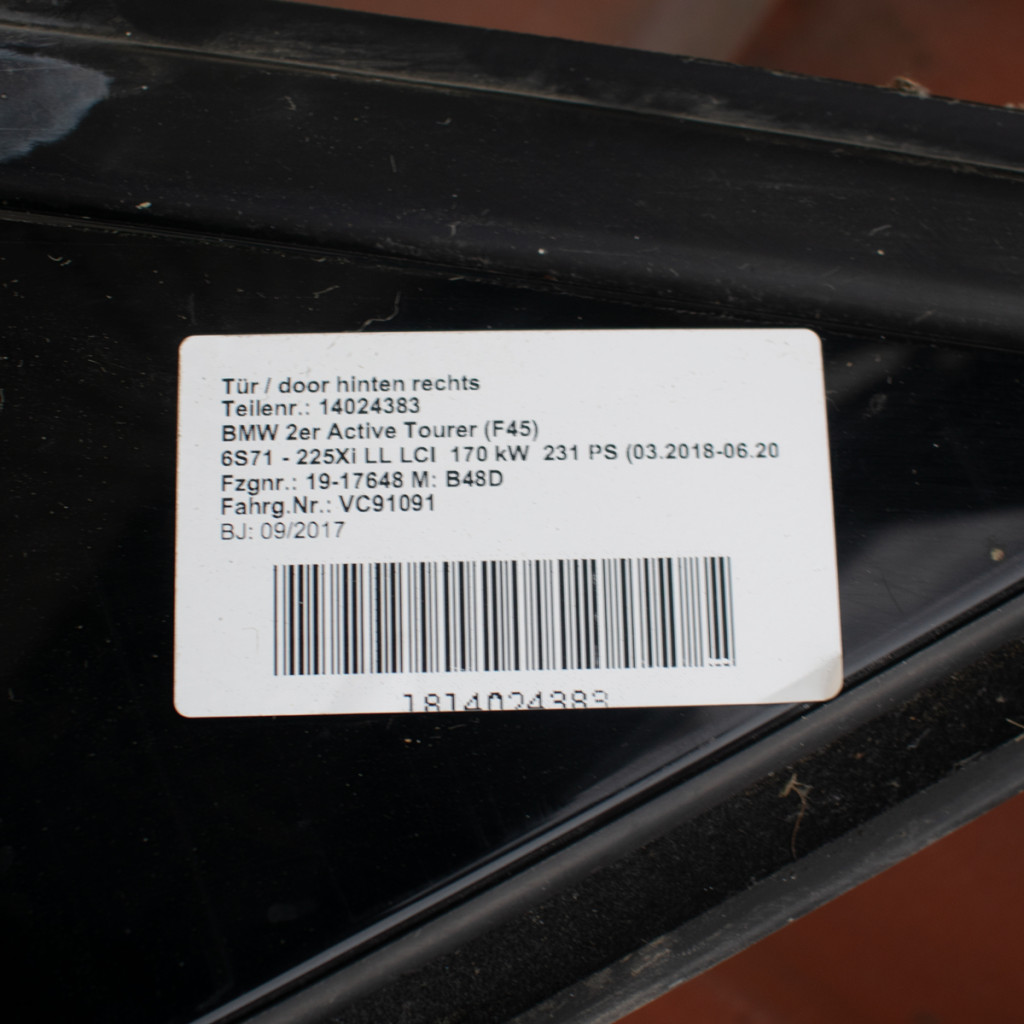 Tür / door hinten rechts
Teilenr.: 14024383
BMW 2er Active Tourer (F45)
6S71 - 225Xi LL LCI 170 kW 231 PS (03.2018-06.20
Fzgnr.: 19-17648 M: B48D
Fahrg.Nr.: VC91091
BJ: 09/2017
1814024383